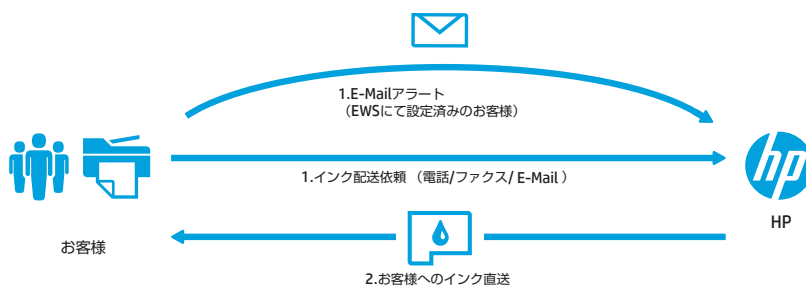 1.E-Mailアラート
（EWSにて設定済みのお客様）
1.インク配送依頼 （電話/ファクス/ E-Mail ）
hp
HP
お客様
2.お客様へのインク直送